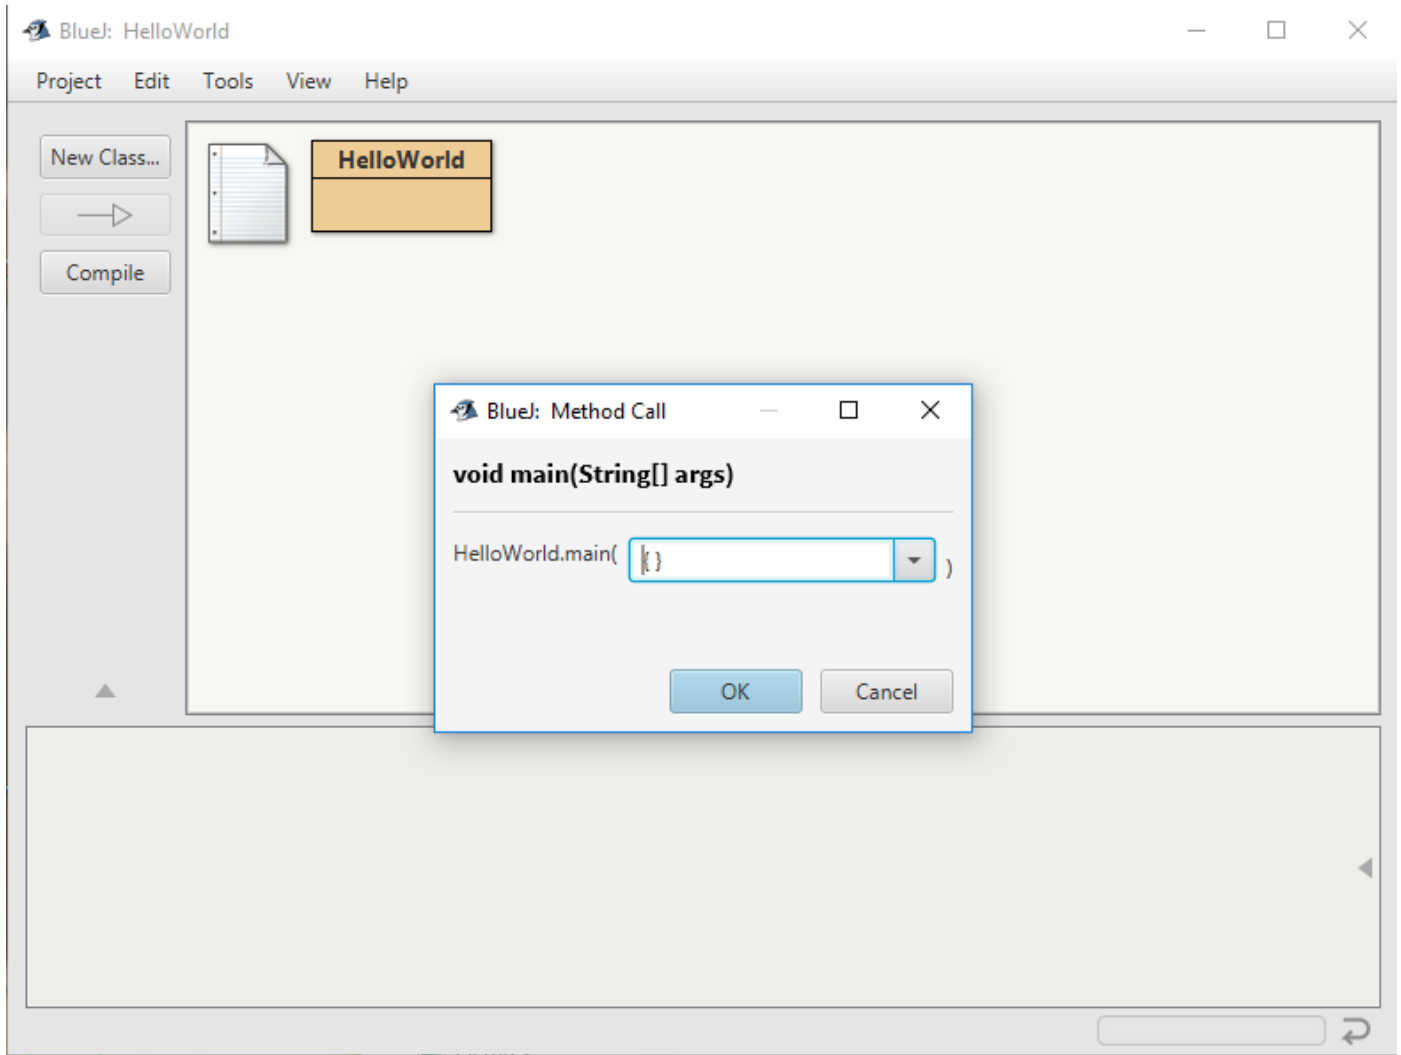 BlueJ: HelloWorld
Project Edit Tools View Help
New Class...
HelloWorld
Compile
BlueJ: Method Call
void main(String[] args)
HelloWorld.main( { } )
OK Cancel